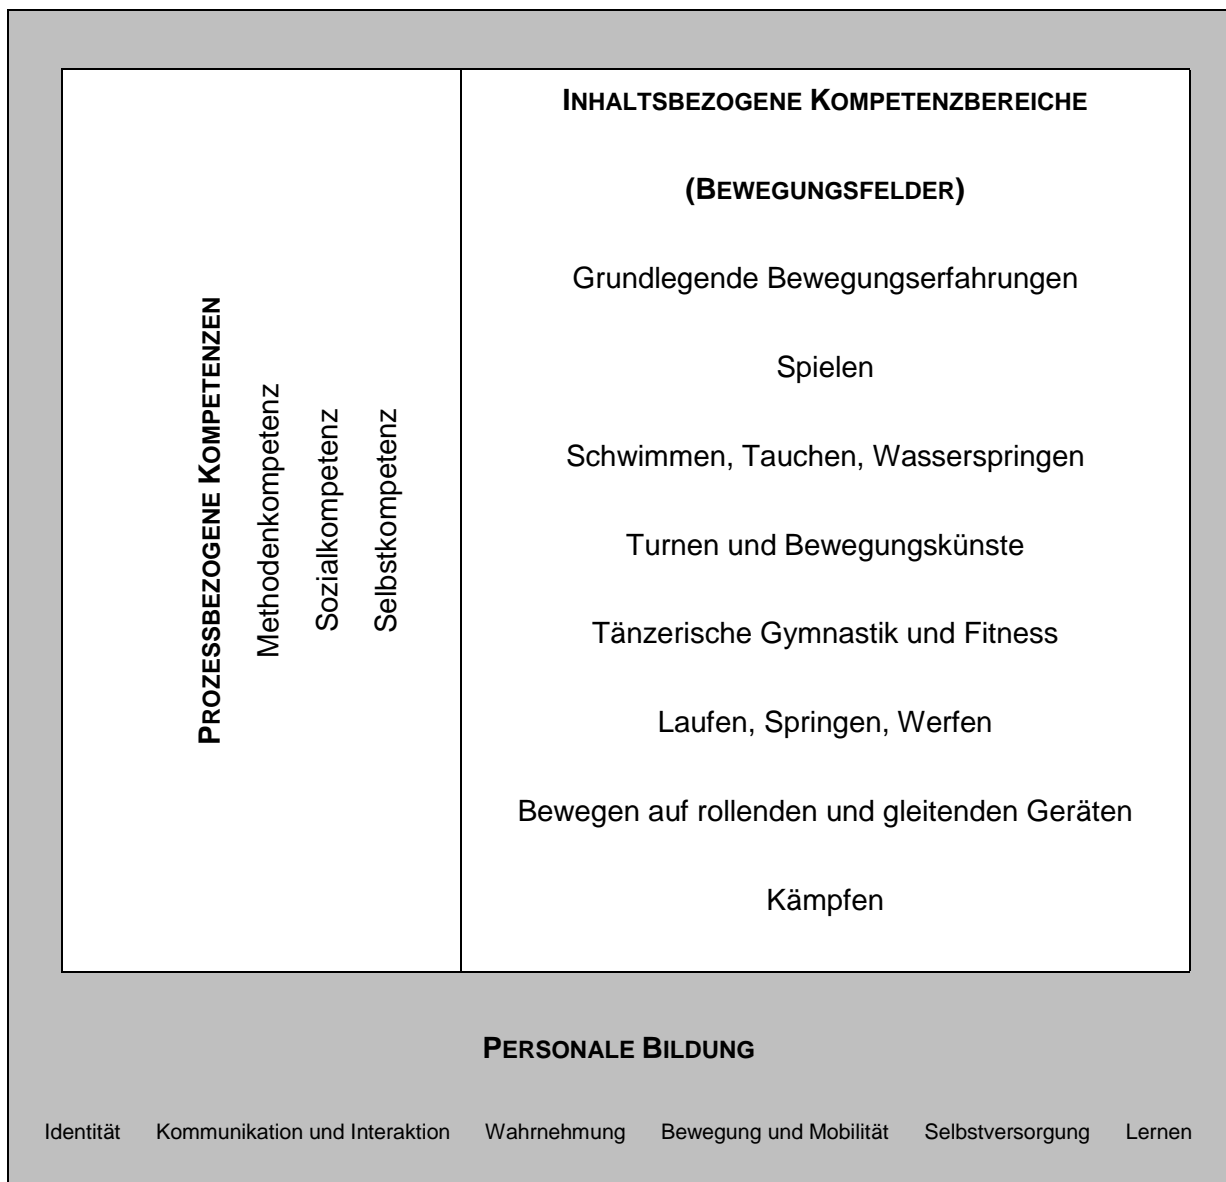 PROZESSBEZOGENE KOMPETENZEN
Methodenkompetenz
Sozialkompetenz
Selbstkompetenz
INHALTSBEZOGENE KOMPETENZBEREICHE
(BEWEGUNGSFELDER)
Grundlegende Bewegungserfahrungen
Spielen
Schwimmen, Tauchen, Wasserspringen
Turnen und Bewegungskünste
Tänzerische Gymnastik und Fitness
Laufen, Springen, Werfen
Bewegen auf rollenden und gleitenden Geräten
Kämpfen
PERSONALE BILDUNG
Identität Kommunikation und Interaktion Wahrnehmung Bewegung und Mobilität Selbstversorgung Lernen